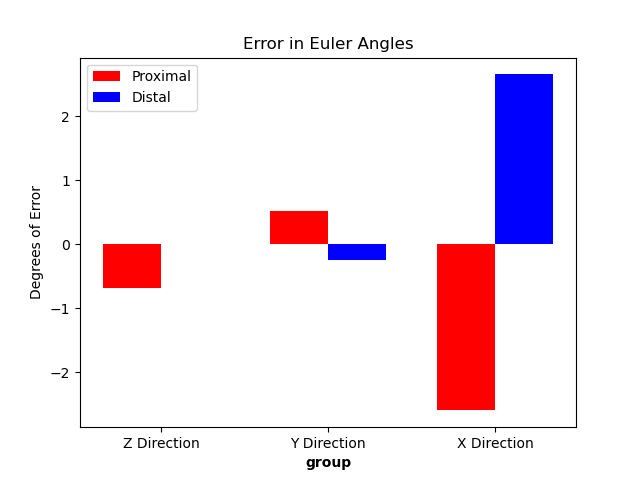 Error in Euler Angles
Proximal
Distal
Degrees of Error
2
1
0
−1
−2
Z Direction
Y Direction
X Direction
group